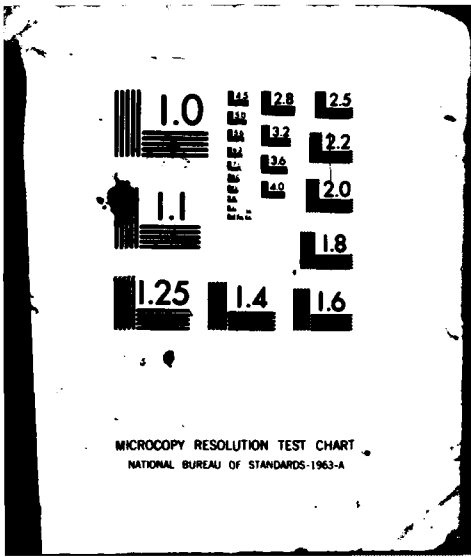 1.0
4.5 2.8 2.5
5.0
5.6 3.2 2.2
3.6
4.0 2.0
1.1
1.8
1.25 1.4 1.6
MICROCOPY RESOLUTION TEST CHART
NATIONAL BUREAU OF STANDARDS-1963-A